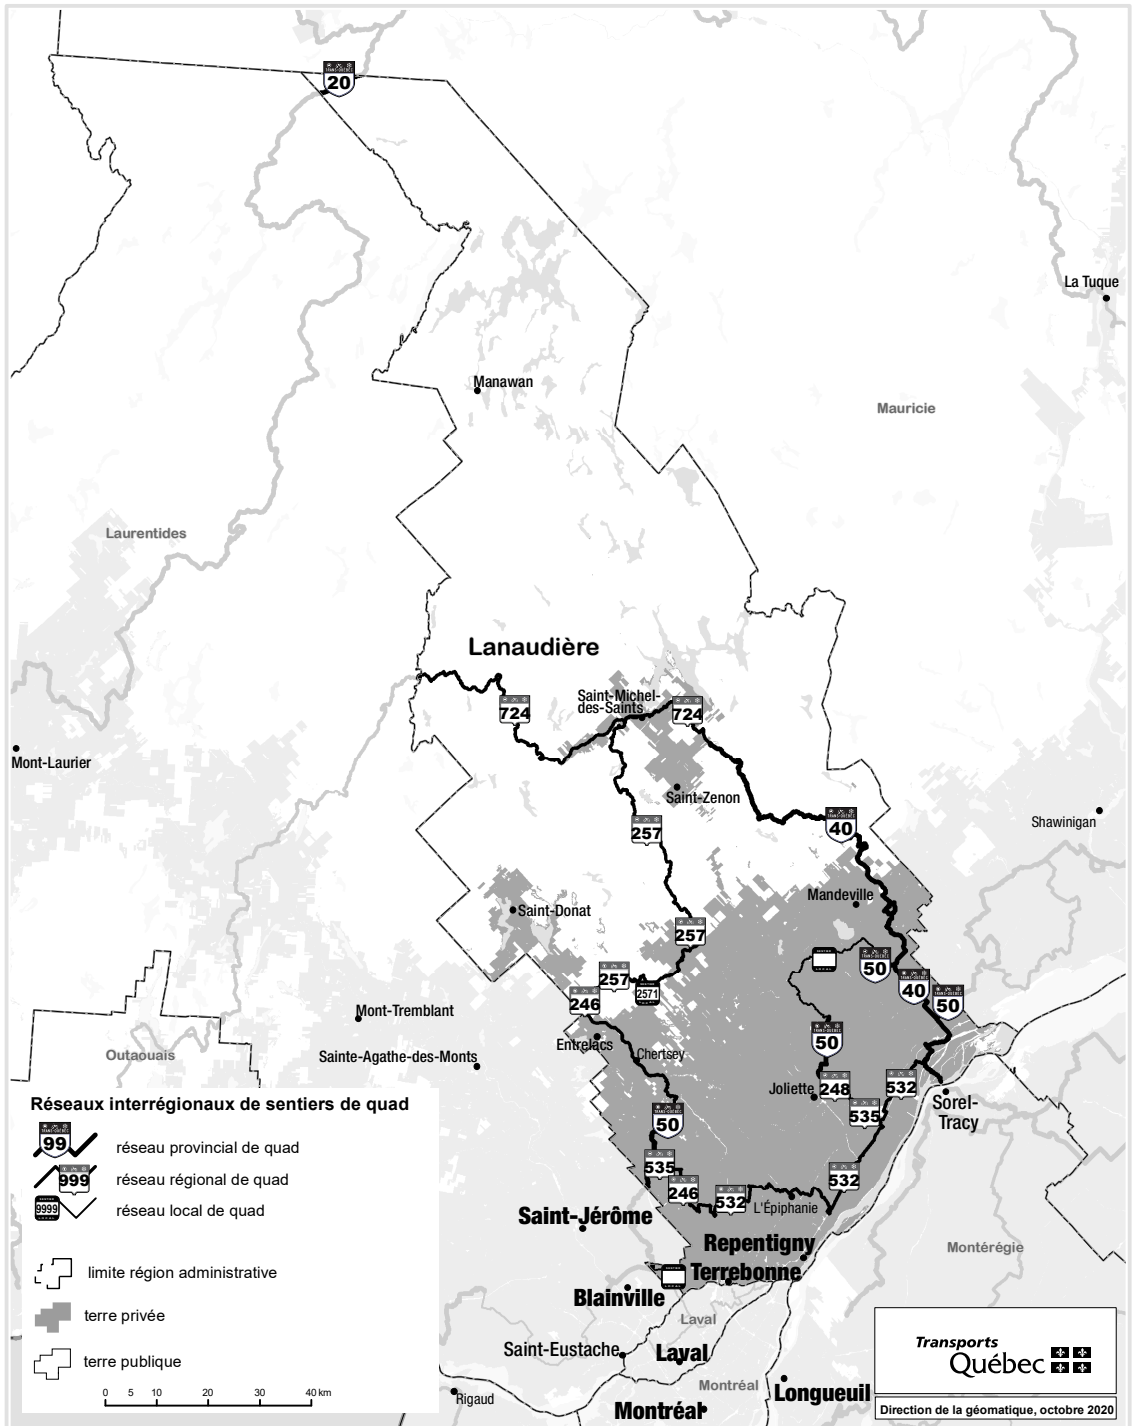 20
La Tuque
Manawan
Mauricie
Laurentides
Lanaudière
724
Saint-Michel-
des-Saints
724
Mont-Laurier
Saint-Zenon
257
40
Shawinigan
Mandeville
Saint-Donat
257
50
257
2571
40
50
246
Mont-Tremblant
Entrelacs
Chertsey
50
Outaouais
Sainte-Agathe-des-Monts
Joliette
248
532
535
Sorel-
Tracy
50
535
246
532
L'Épiphanie
532
Saint-Jérôme
Repentigny
Terrebonne
Blainville
Montérégie
Laval
Saint-Eustache
Laval
Montréal
Longueuil
Rigaud
Montréal
Réseaux interrégionaux de sentiers de quad
99
réseau provincial de quad
999
réseau régional de quad
9999
réseau local de quad
limite région administrative
terre privée
terre publique
0 5 10 20 30 40 km
Transports
Québec
Direction de la géomatique, octobre 2020